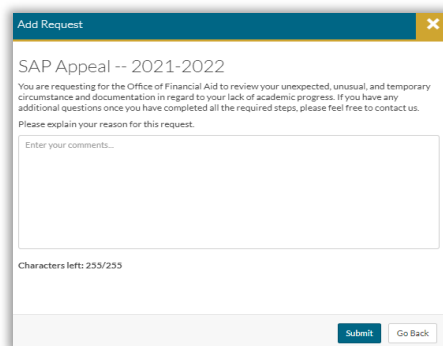 Add Request
SAP Appeal -- 2021-2022
You are requesting for the Office of Financial Aid to review your unexpected, unusual, and temporary
circumstance and documentation in regard to your lack of academic progress. If you have any
additional questions once you have completed all the required steps, please feel free to contact us.
Please explain your reason for this request.
Enter your comments...
Characters left: 255/255
Submit Go Back